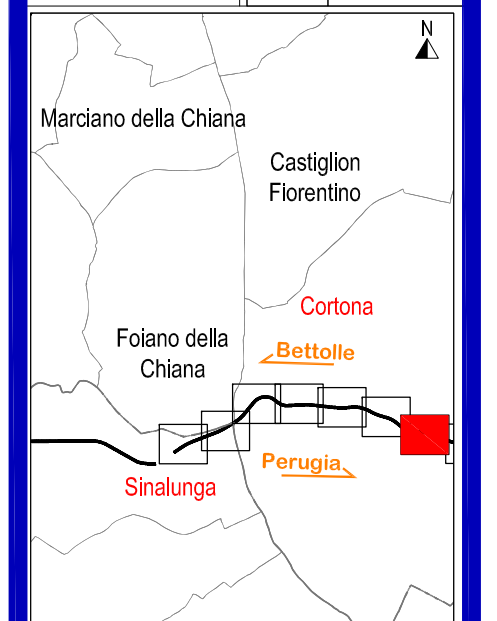 N
Marciano della Chiana
Castiglion
Fiorentino
Cortona
Foiano della
Chiana
Bettolle
Perugia
Sinalunga